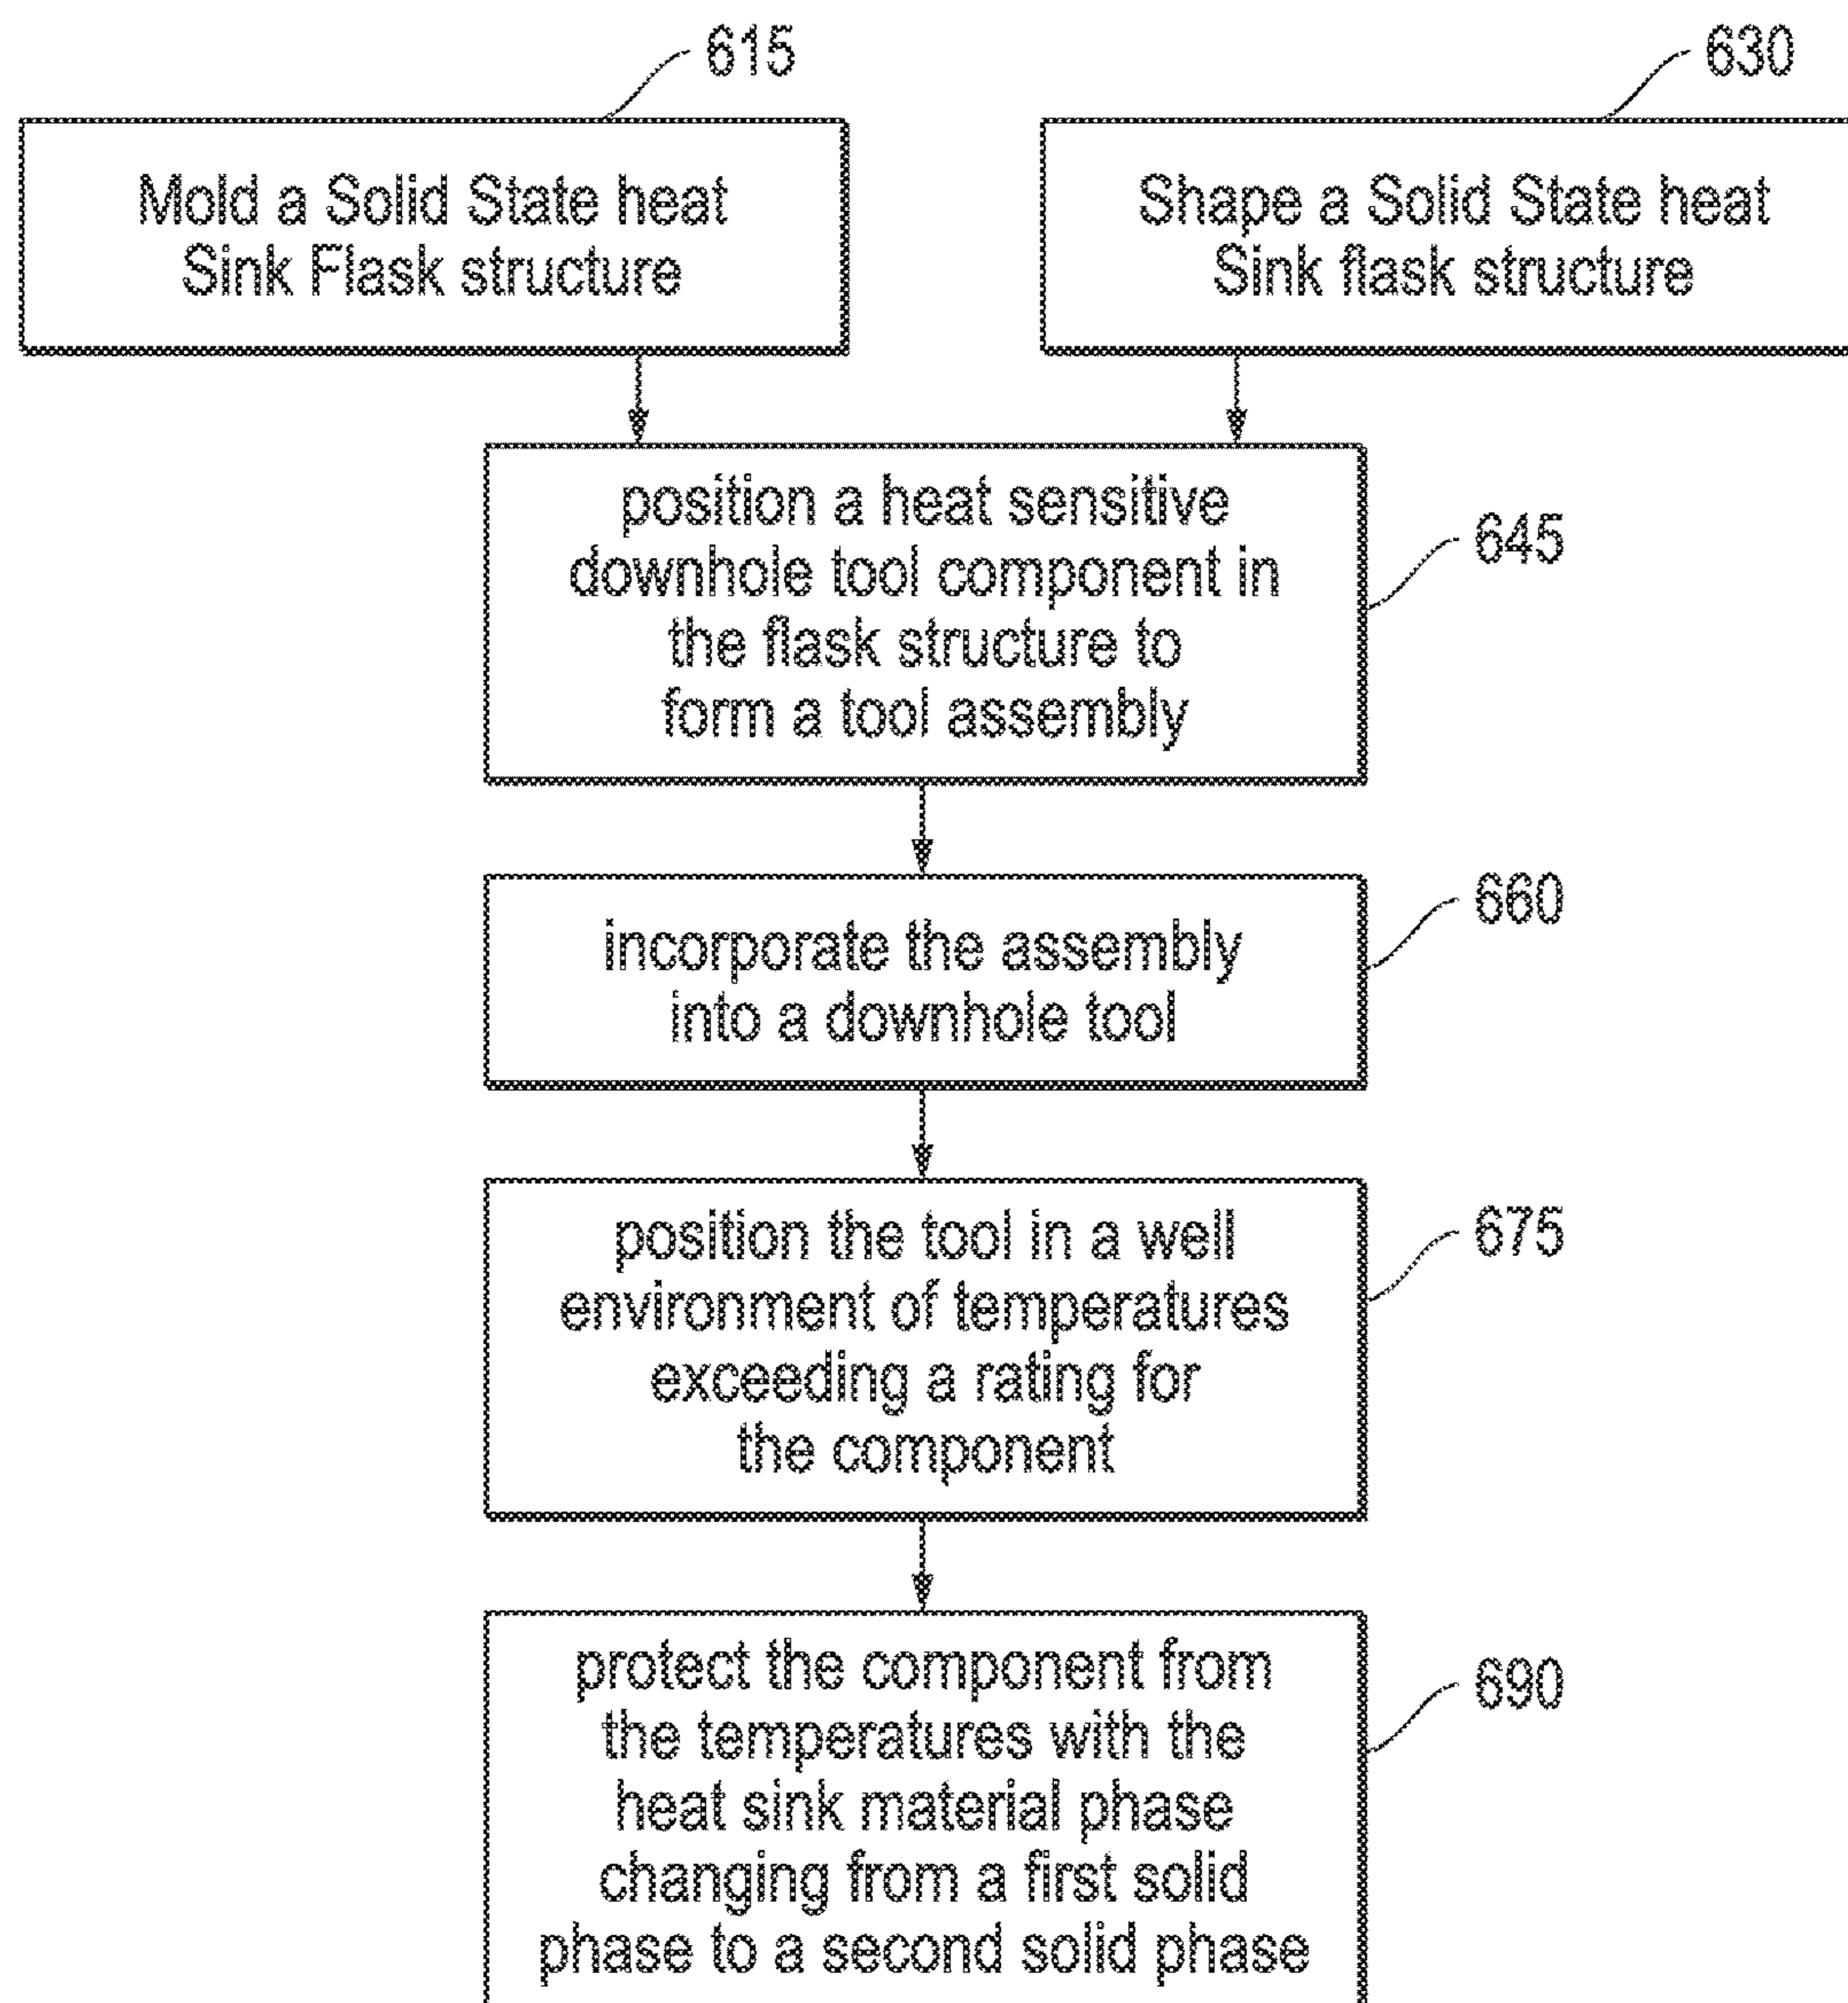 615
630
Mold a Solid State heat
Sink Flask structure
Shape a Solid State heat
Sink flask structure
position a heat sensitive
downhole tool component in
the flask structure to
form a tool assembly
645
incorporate the assembly
into a downhole tool
660
position the tool in a well
environment of temperatures
exceeding a rating for
the component
675
protect the component from
the temperatures with the
heat sink material phase
changing from a first solid
phase to a second solid phase
690